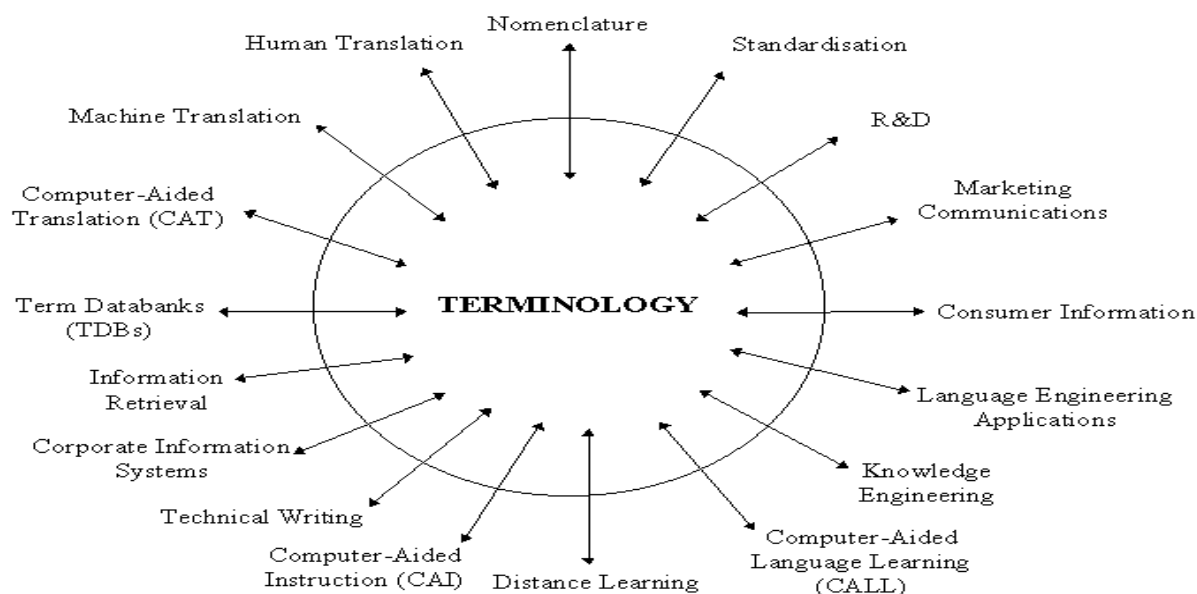 Nomenclature
Human Translation
Standardisation
Machine Translation
R&D
Computer-Aided
Translation (CAT)
Marketing
Communications
Term Databanks
(TDBs)
TERMINOLOGY
Consumer Information
Information
Retrieval
Language Engineering
Applications
Corporate Information
Systems
Knowledge
Engineering
Technical Writing
Computer-Aided
Instruction (CAI)
Distance Learning
Computer-Aided
Language Learning
(CALL)